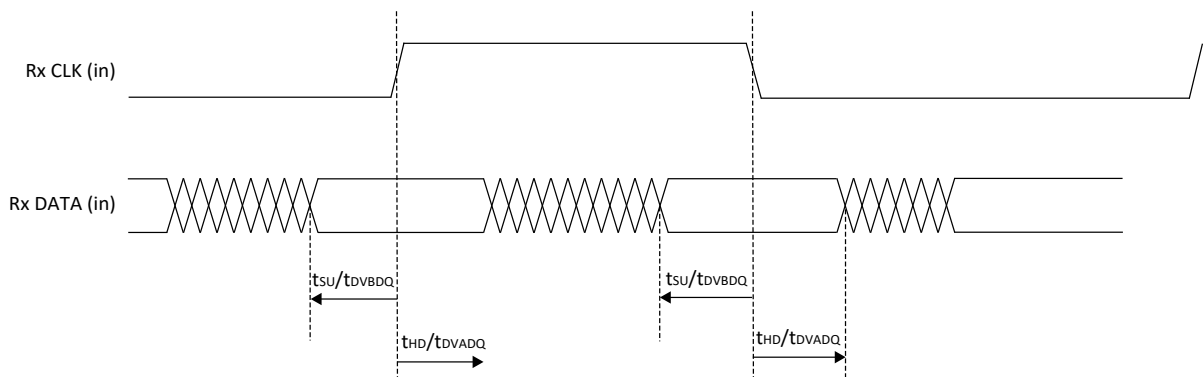 Rx CLK (in)
Rx DATA (in)
tSU/tDVBDQ
tSU/tDVBDQ
tHD/tDVADQ
tHD/tDVADQ